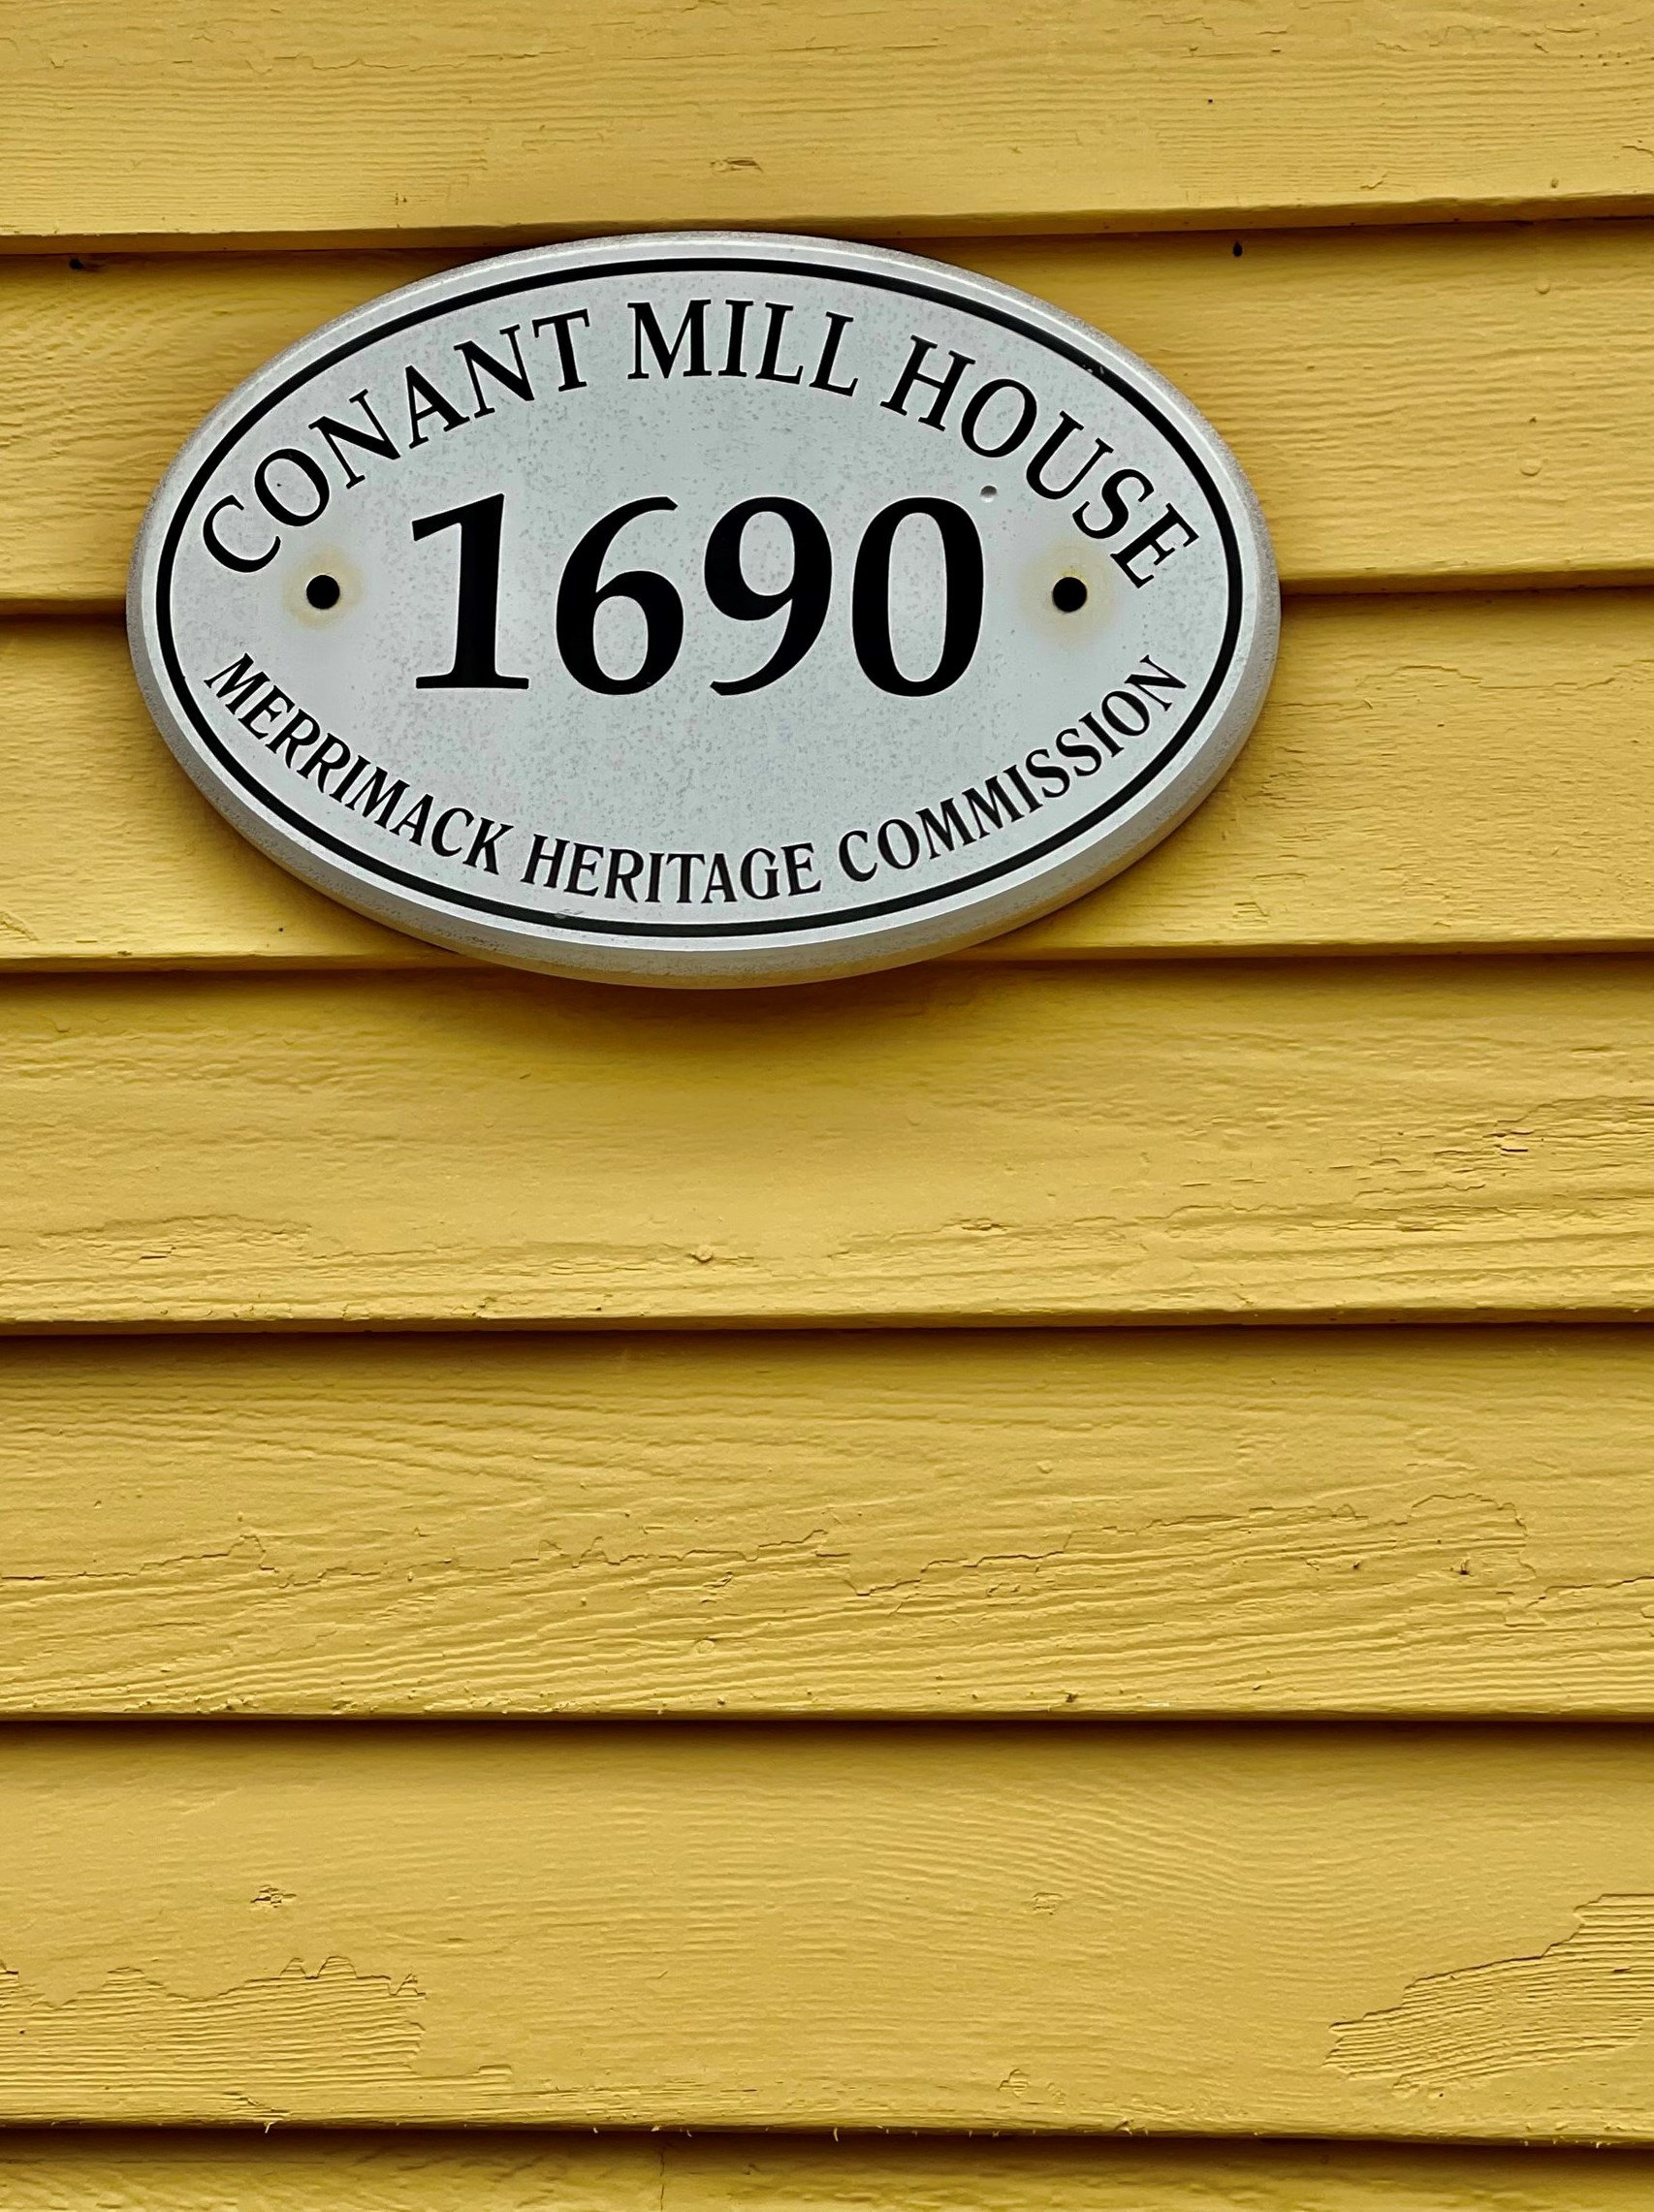 CONANT MILL HOUSE
1690
MERRIMACK HERITAGE COMMISSION